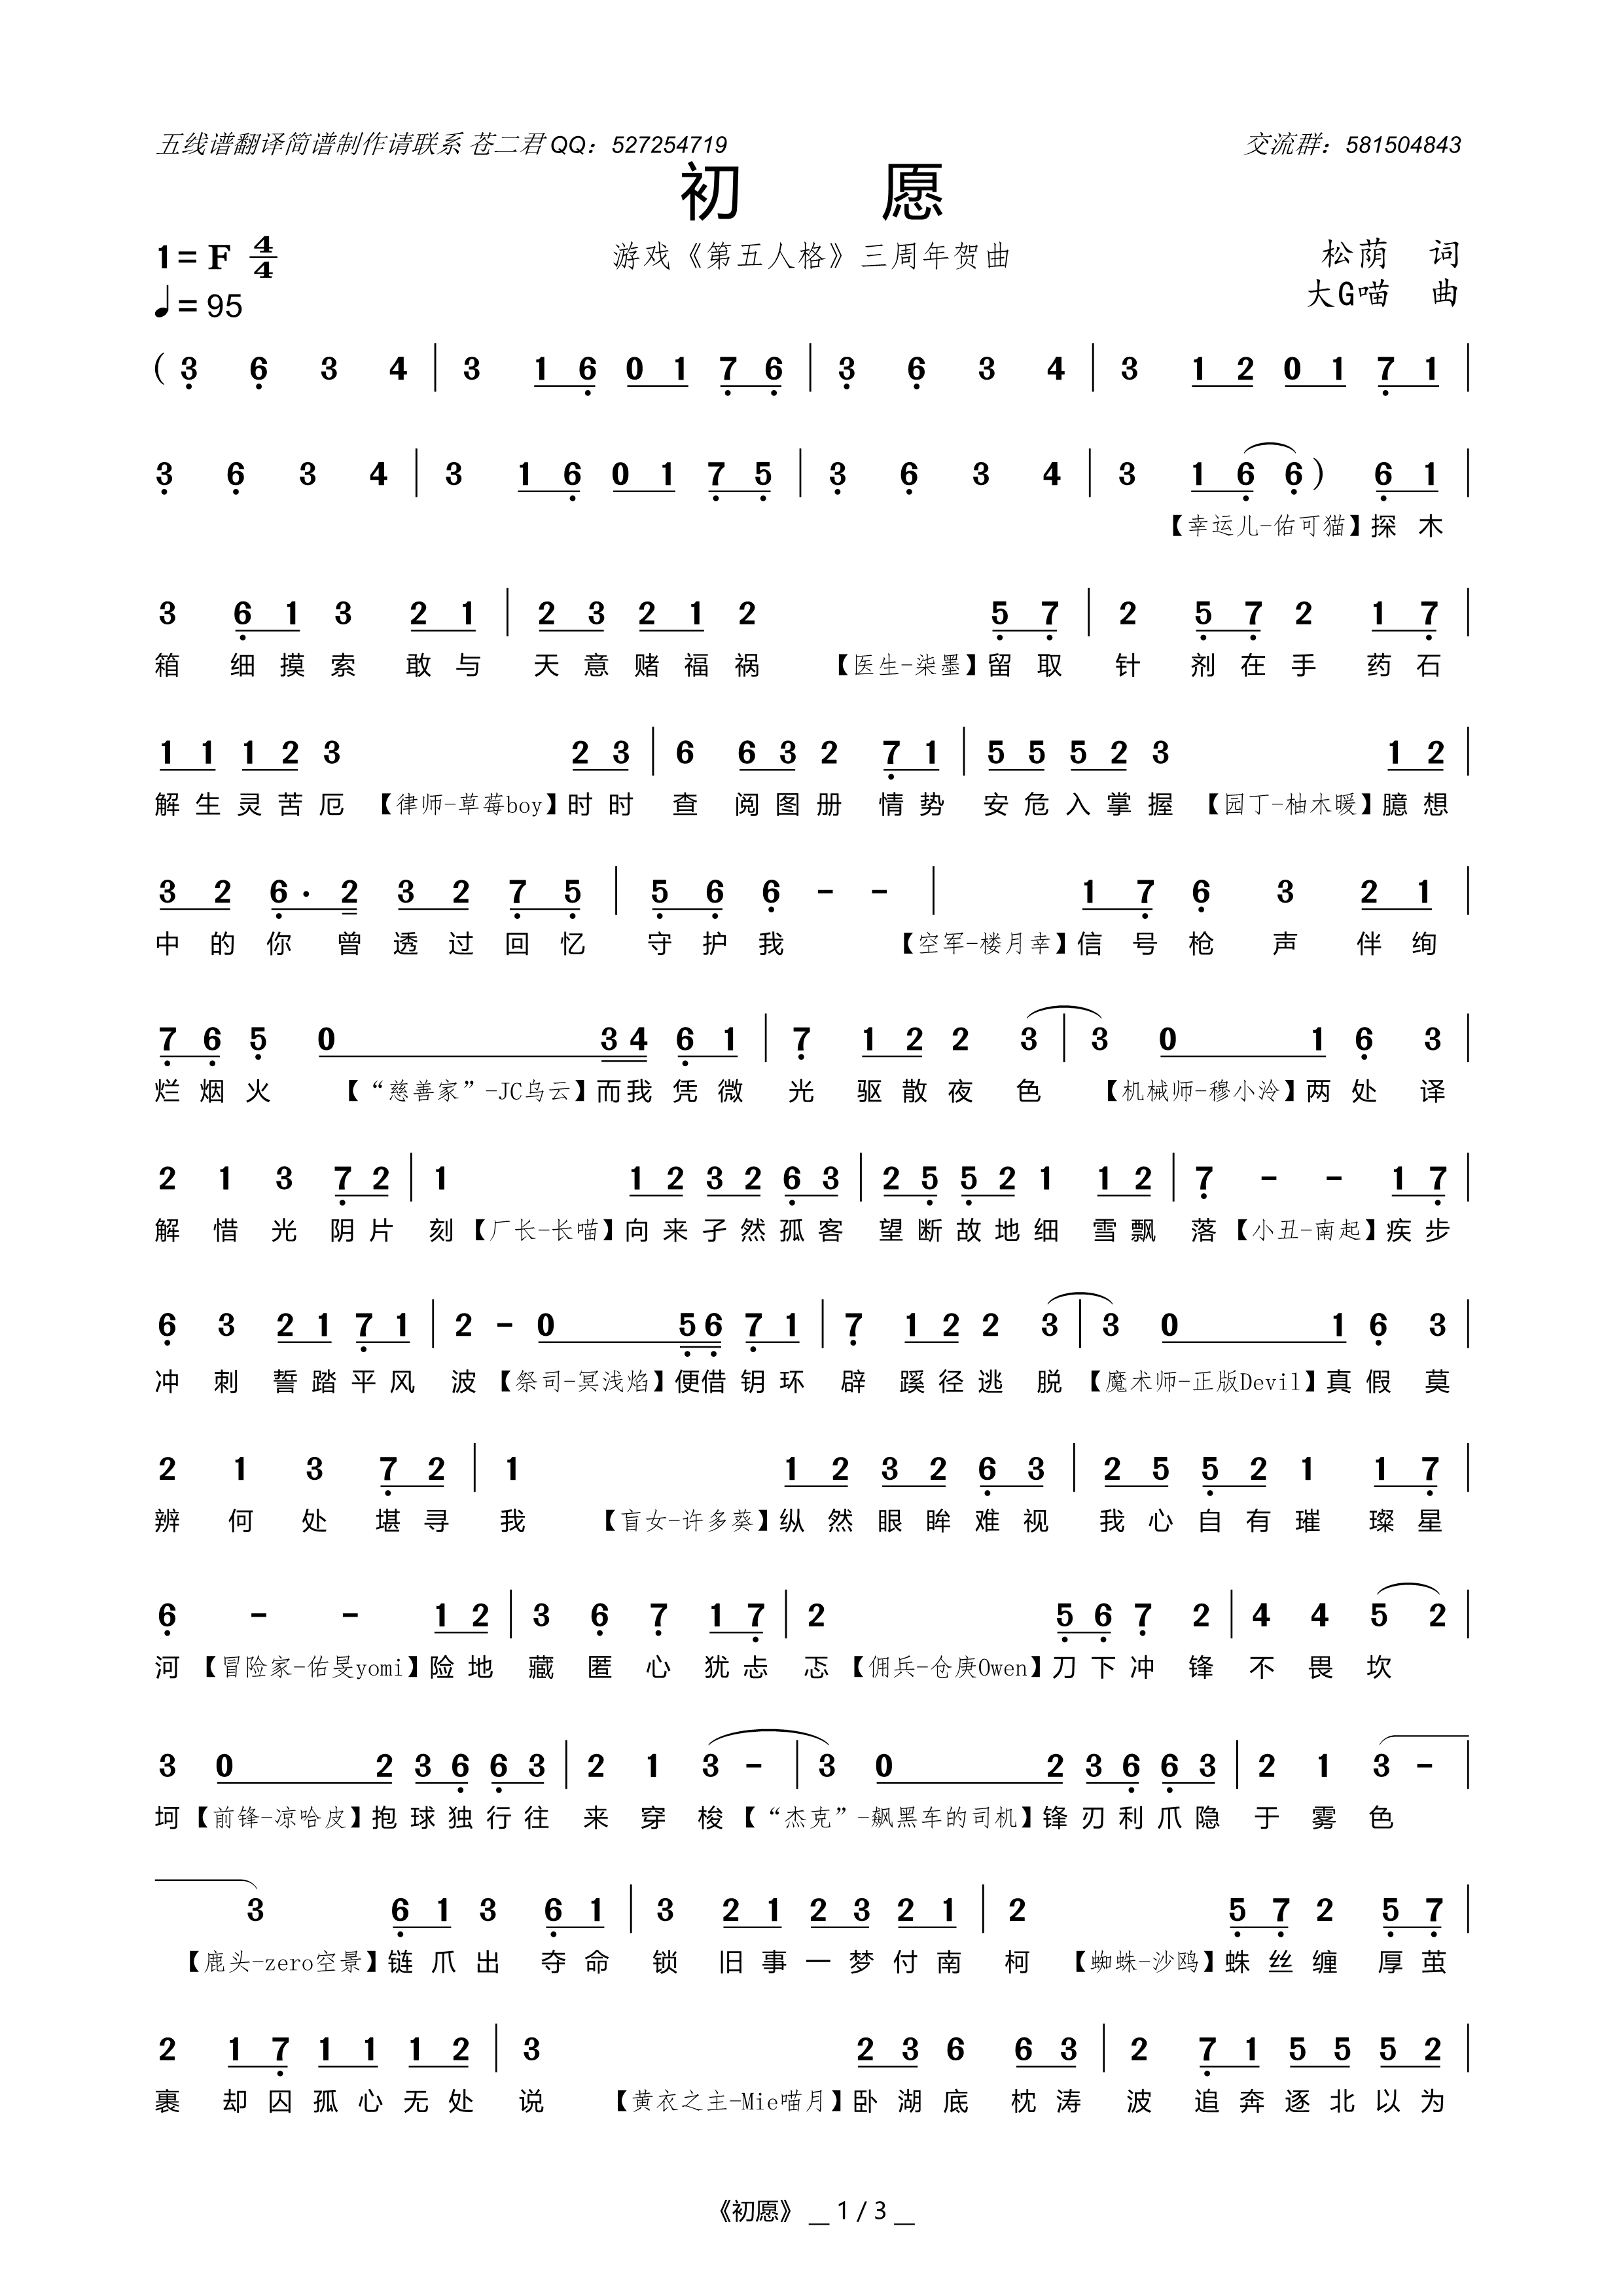 五线谱翻译简谱制作请联系 苍二君QQ：527254719 交流群：581504843
初 愿
1=F 4/4 游戏《第五人格》三周年贺曲 松荫 词
♩=95 大G喵 曲
( 3 6 3 4 | 3 1 6 0 1 7 6 | 3 6 3 4 | 3 1 2 0 1 7 1 |
3 6 3 4 | 3 1 6 0 1 7 5 | 3 6 3 4 | 3 1 6 6 ) 6 1 |
【幸运儿-佑可猫】探 木
3 6 1 3 2 1 | 2 3 2 1 2 5 7 | 2 5 7 2 1 7 |
箱 细 摸 索 敢 与 天 意 赌 福 祸 【医生-柒墨】留 取 针 剂 在 手 药 石
1 1 1 2 3 2 3 | 6 6 3 2 7 1 | 5 5 5 2 3 1 2 |
解 生 灵 苦 厄 【律师-草莓boy】时 时 查 阅 图 册 情 势 安 危 入 掌 握 【园丁-柚木暖】臆 想
3 2 6 · 2 3 2 7 5 | 5 6 6 - - | 1 7 6 3 2 1 |
中 的 你 曾 透 过 回 忆 守 护 我 【空军-楼月幸】信 号 枪 声 伴 绚
7 6 5 0 3 4 6 1 | 7 1 2 2 3 | 3 0 1 6 3 |
烂 烟 火 【“慈善家”-JC乌云】而 我 凭 微 光 驱 散 夜 色 【机械师-穆小泠】两 处 译
2 1 3 7 2 | 1 1 2 3 2 6 3 | 2 5 5 2 1 1 2 | 7 - - 1 7 |
解 惜 光 阴 片 刻 【厂长-长喵】向 来 孑 然 孤 客 望 断 故 地 细 雪 飘 落 【小丑-南起】疾 步
6 3 2 1 7 1 | 2 - 0 5 6 7 1 | 7 1 2 2 3 | 3 0 1 6 3 |
冲 刺 誓 踏 平 风 波 【祭司-冥浅焰】便 借 钥 环 辟 蹊 径 逃 脱 【魔术师-正版Devil】真 假 莫
2 1 3 7 2 | 1 1 2 3 2 6 3 | 2 5 5 2 1 1 7 |
辨 何 处 堪 寻 我 【盲女-许多葵】纵 然 眼 眸 难 视 我 心 自 有 璀 璨 星
6 - - 1 2 | 3 6 7 1 7 | 2 5 6 7 2 | 4 4 5 2 |
河 【冒险家-佑旻yomi】险 地 藏 匿 心 犹 忐 忑 【佣兵-仓庚Owen】刀 下 冲 锋 不 畏 坎
3 0 2 3 6 6 3 | 2 1 3 - | 3 0 2 3 6 6 3 | 2 1 3 - |
坷 【前锋-凉哈皮】抱 球 独 行 往 来 穿 梭 【“杰克”-飙黑车的司机】锋 刃 利 爪 隐 于 雾 色
3 6 1 3 6 1 | 3 2 1 2 3 2 1 | 2 5 7 2 5 7 |
【鹿头-zero空景】链 爪 出 夺 命 锁 旧 事 一 梦 付 南 柯 【蜘蛛-沙鸥】蛛 丝 缠 厚 茧
2 1 7 1 1 1 2 | 3 2 3 6 6 3 | 2 7 1 5 5 5 2 |
裹 却 囚 孤 心 无 处 说 【黄衣之主-Mie喵月】卧 湖 底 枕 涛 波 追 奔 逐 北 以 为
《初愿》 _ 1 / 3 _